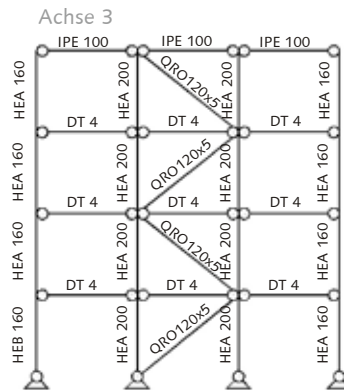 Achse 3
IPE 100 IPE 100 IPE 100
HEA 160 HEA 200 QRO120x5 HEA 200 HEA 160
DT 4 DT 4 DT 4
HEA 160 HEA 200 QRO120x5 HEA 200 HEA 160
DT 4 DT 4 DT 4
HEA 160 HEA 200 QRO120x5 HEA 200 HEA 160
DT 4 DT 4 DT 4
HEB 160 HEA 200 QRO120x5 HEA 200 HEB 160